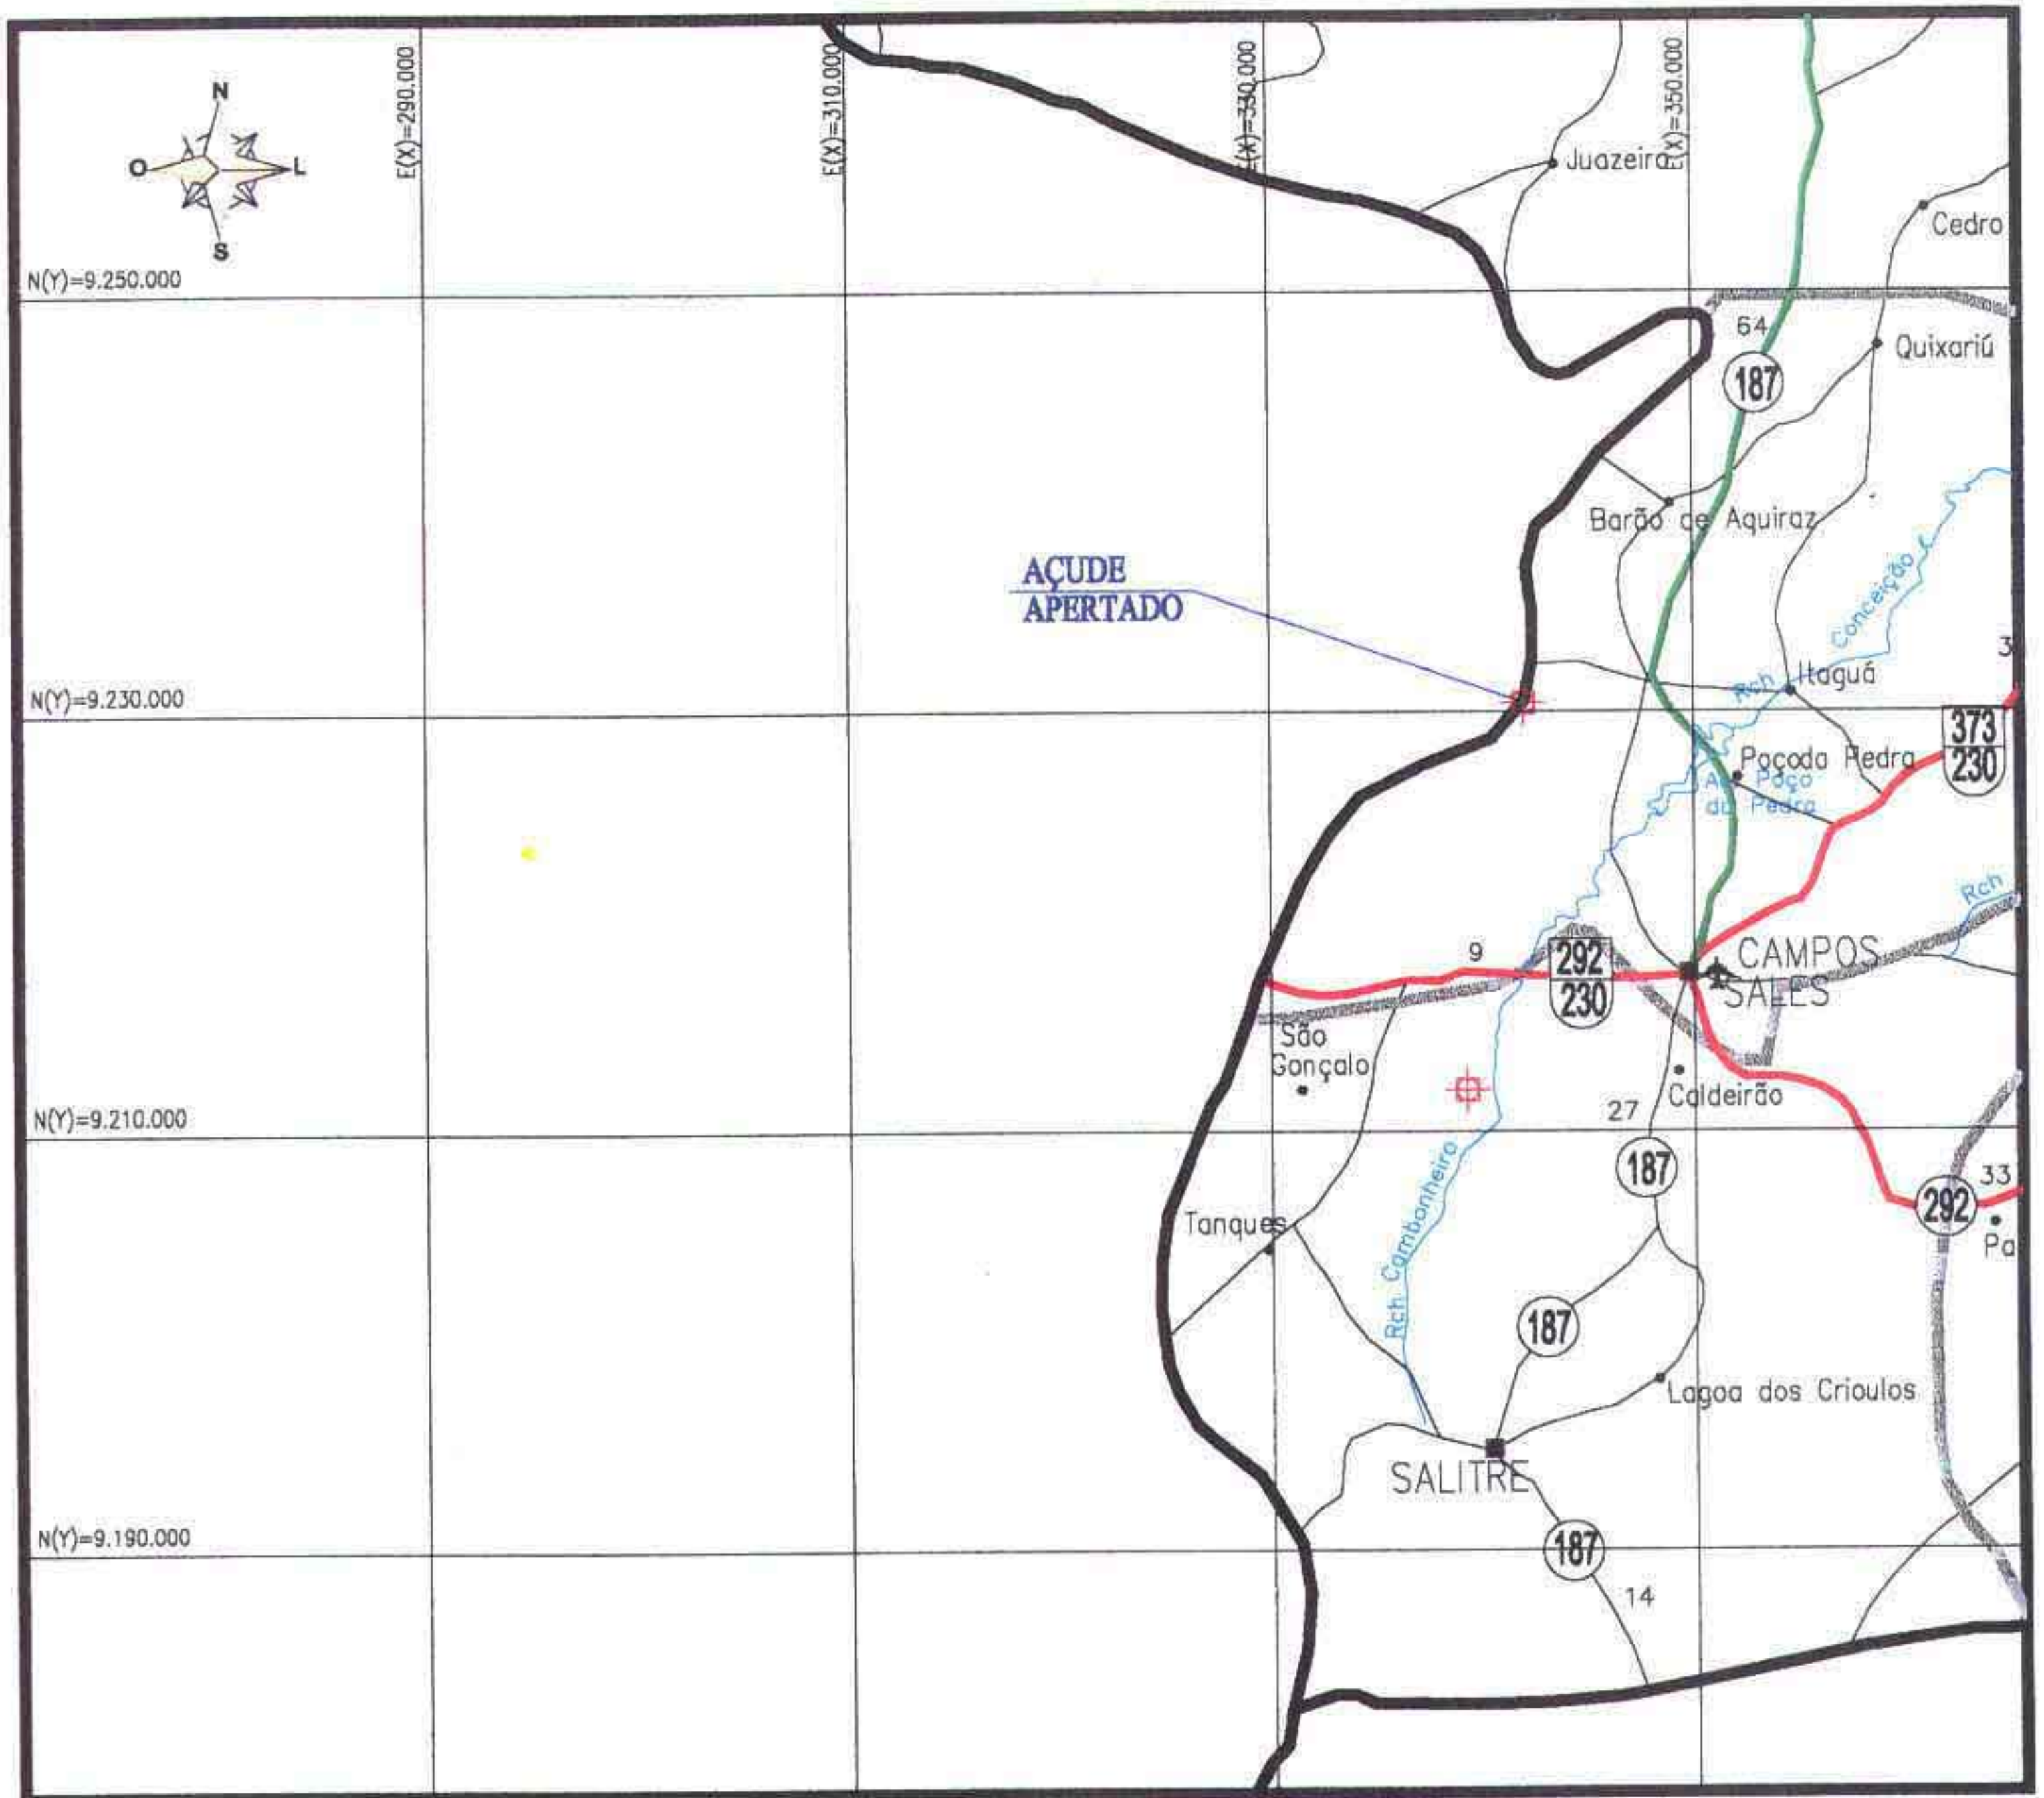 E(X)=290.000
E(X)=310.000
E(X)=330.000
E(X)=350.000
N
O
L
S
Juazeira
Cedro
N(Y)=9.250.000
64
Quixariú
187
Barão de Aquiraz
AÇUDE
APERTADO
Conceição
3
Rch
Itaguá
N(Y)=9.230.000
373
230
Poçoda Pedra
Aç Poço
da Pedra
Rch
9
292
230
CAMPOS
SALES
São
Gonçalo
Caldeirão
N(Y)=9.210.000
27
187
33
292
Pa
Rch Cambonheiro
Tanques
187
Lagoa dos Crioulos
SALITRE
N(Y)=9.190.000
187
14